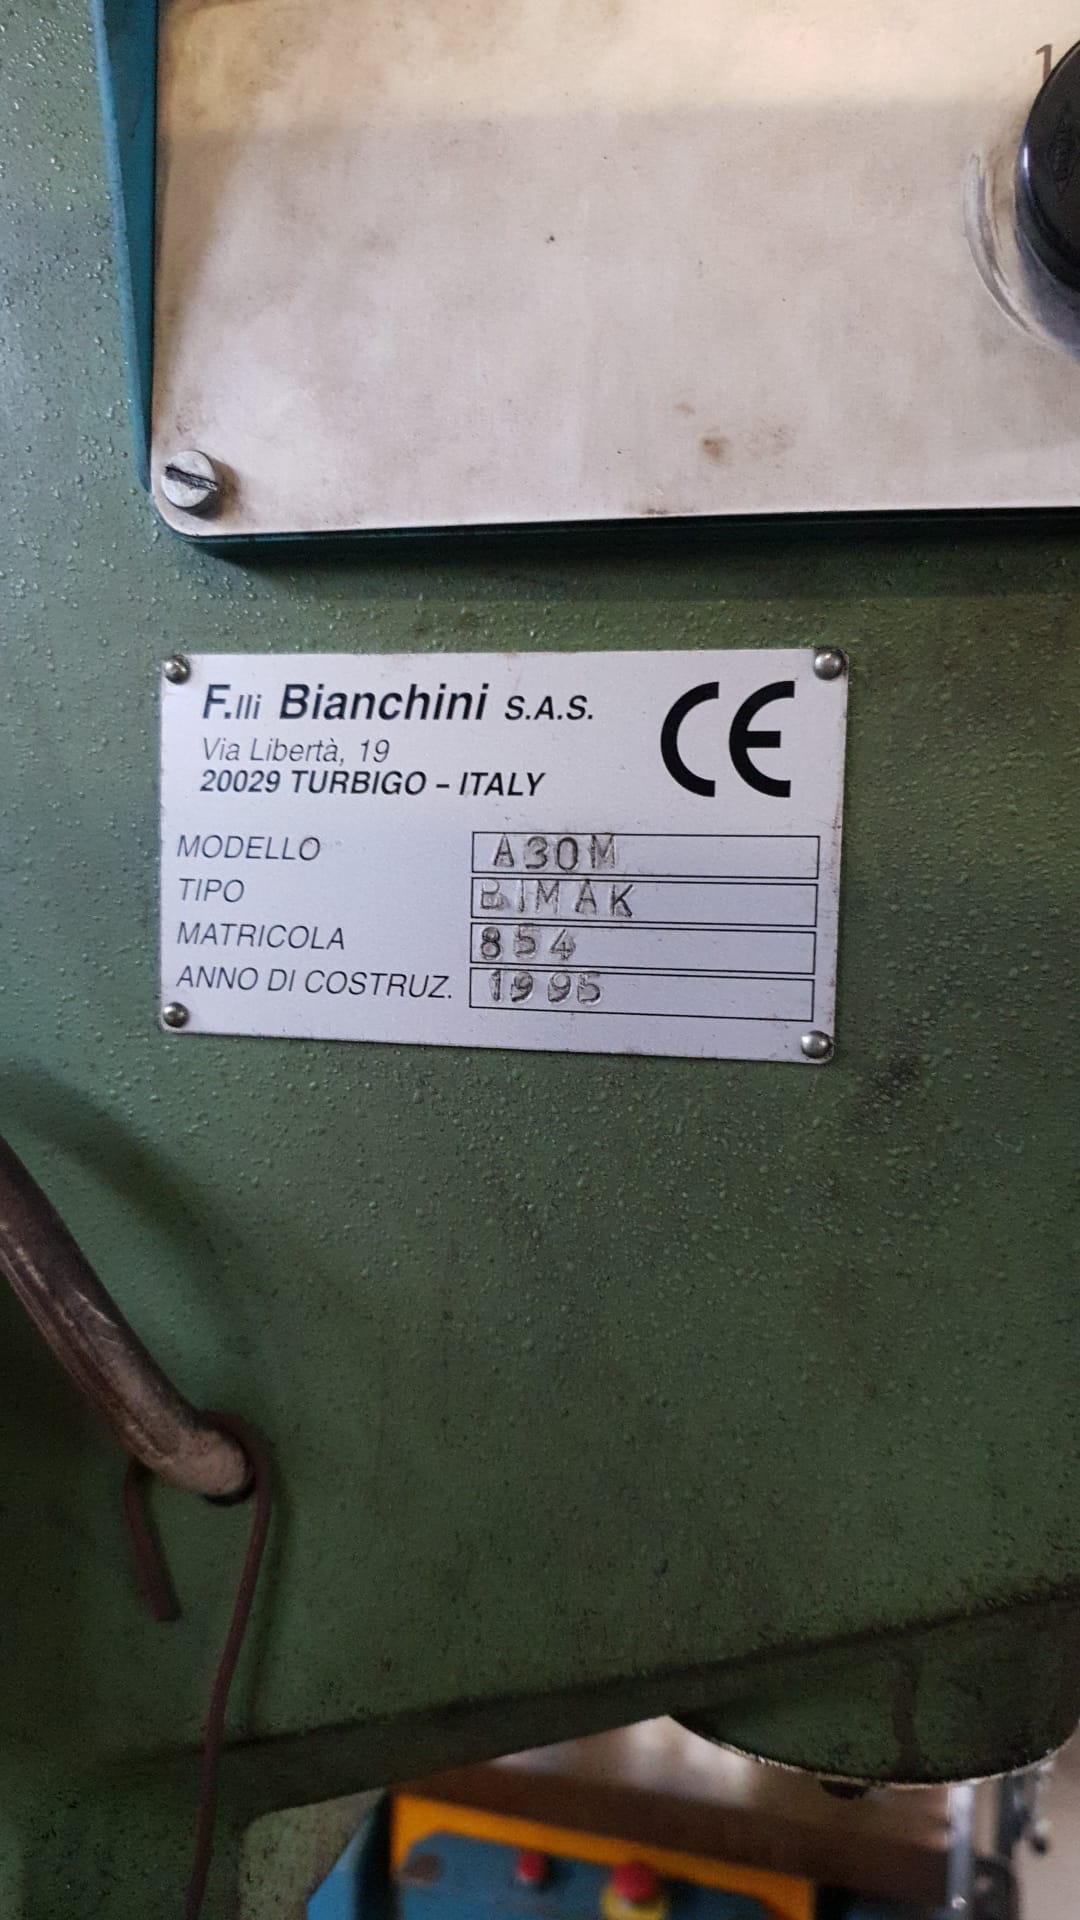 1
F.lli Bianchini S.A.S.
CE
Via Libertà, 19
20029 TURBIGO – ITALY
MODELLO A30M
TIPO BIMAK
MATRICOLA 854
ANNO DI COSTRUZ. 1995